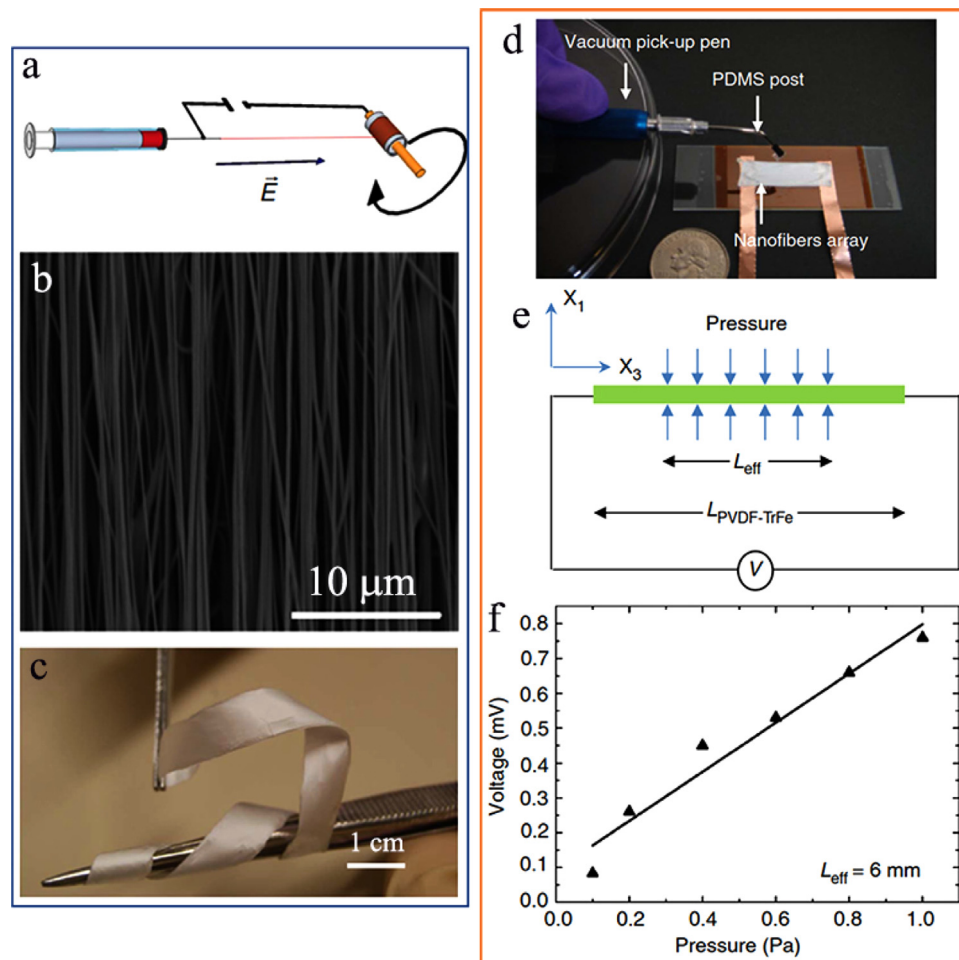 a
E
b
10 μm
c
1 cm
d
Vacuum pick-up pen
PDMS post
Nanofibers array
e
X₁
Pressure
X₃
Lₑff
L_PVDF-TrFe
V
f
Voltage (mV)
0.8
0.7
0.6
0.5
0.4
0.3
0.2
0.1
0.0
L_eff = 6 mm
0.0 0.2 0.4 0.6 0.8 1.0
Pressure (Pa)